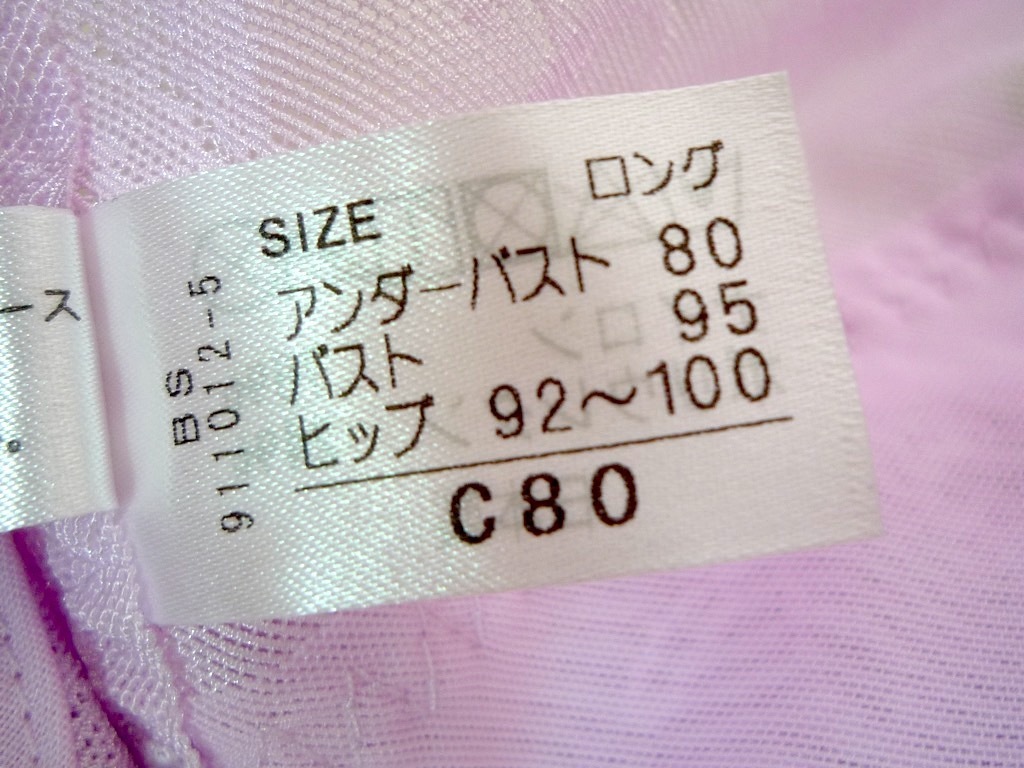 SIZE ロング
アンダーバスト 80
バスト 95
ヒップ 92～100
C80
BS
911012-5
ース
。